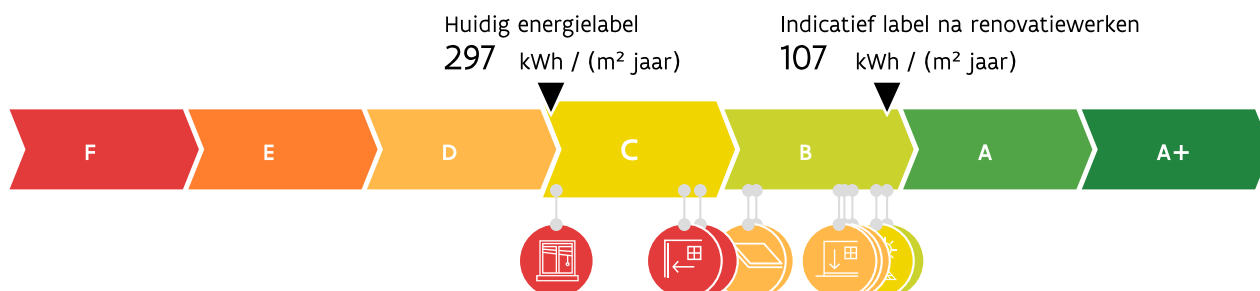 Huidig energielabel
297 kWh / (m² jaar)
Indicatief label na renovatiewerken
107 kWh / (m² jaar)
F E D C B A A+